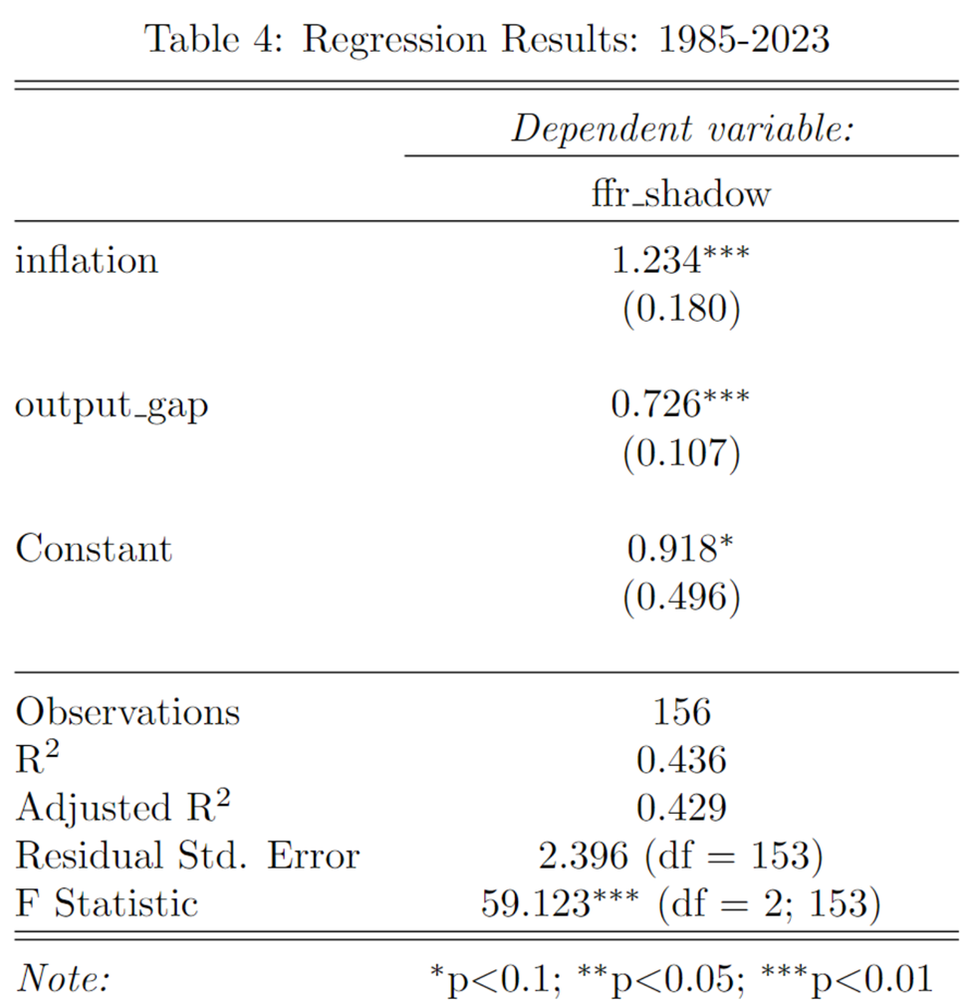 Table 4: Regression Results: 1985-2023
Dependent variable:
ffr_shadow
inflation 1.234***
(0.180)
output_gap 0.726***
(0.107)
Constant 0.918*
(0.496)
Observations 156
R² 0.436
Adjusted R² 0.429
Residual Std. Error 2.396 (df = 153)
F Statistic 59.123*** (df = 2; 153)
Note: *p<0.1; **p<0.05; ***p<0.01